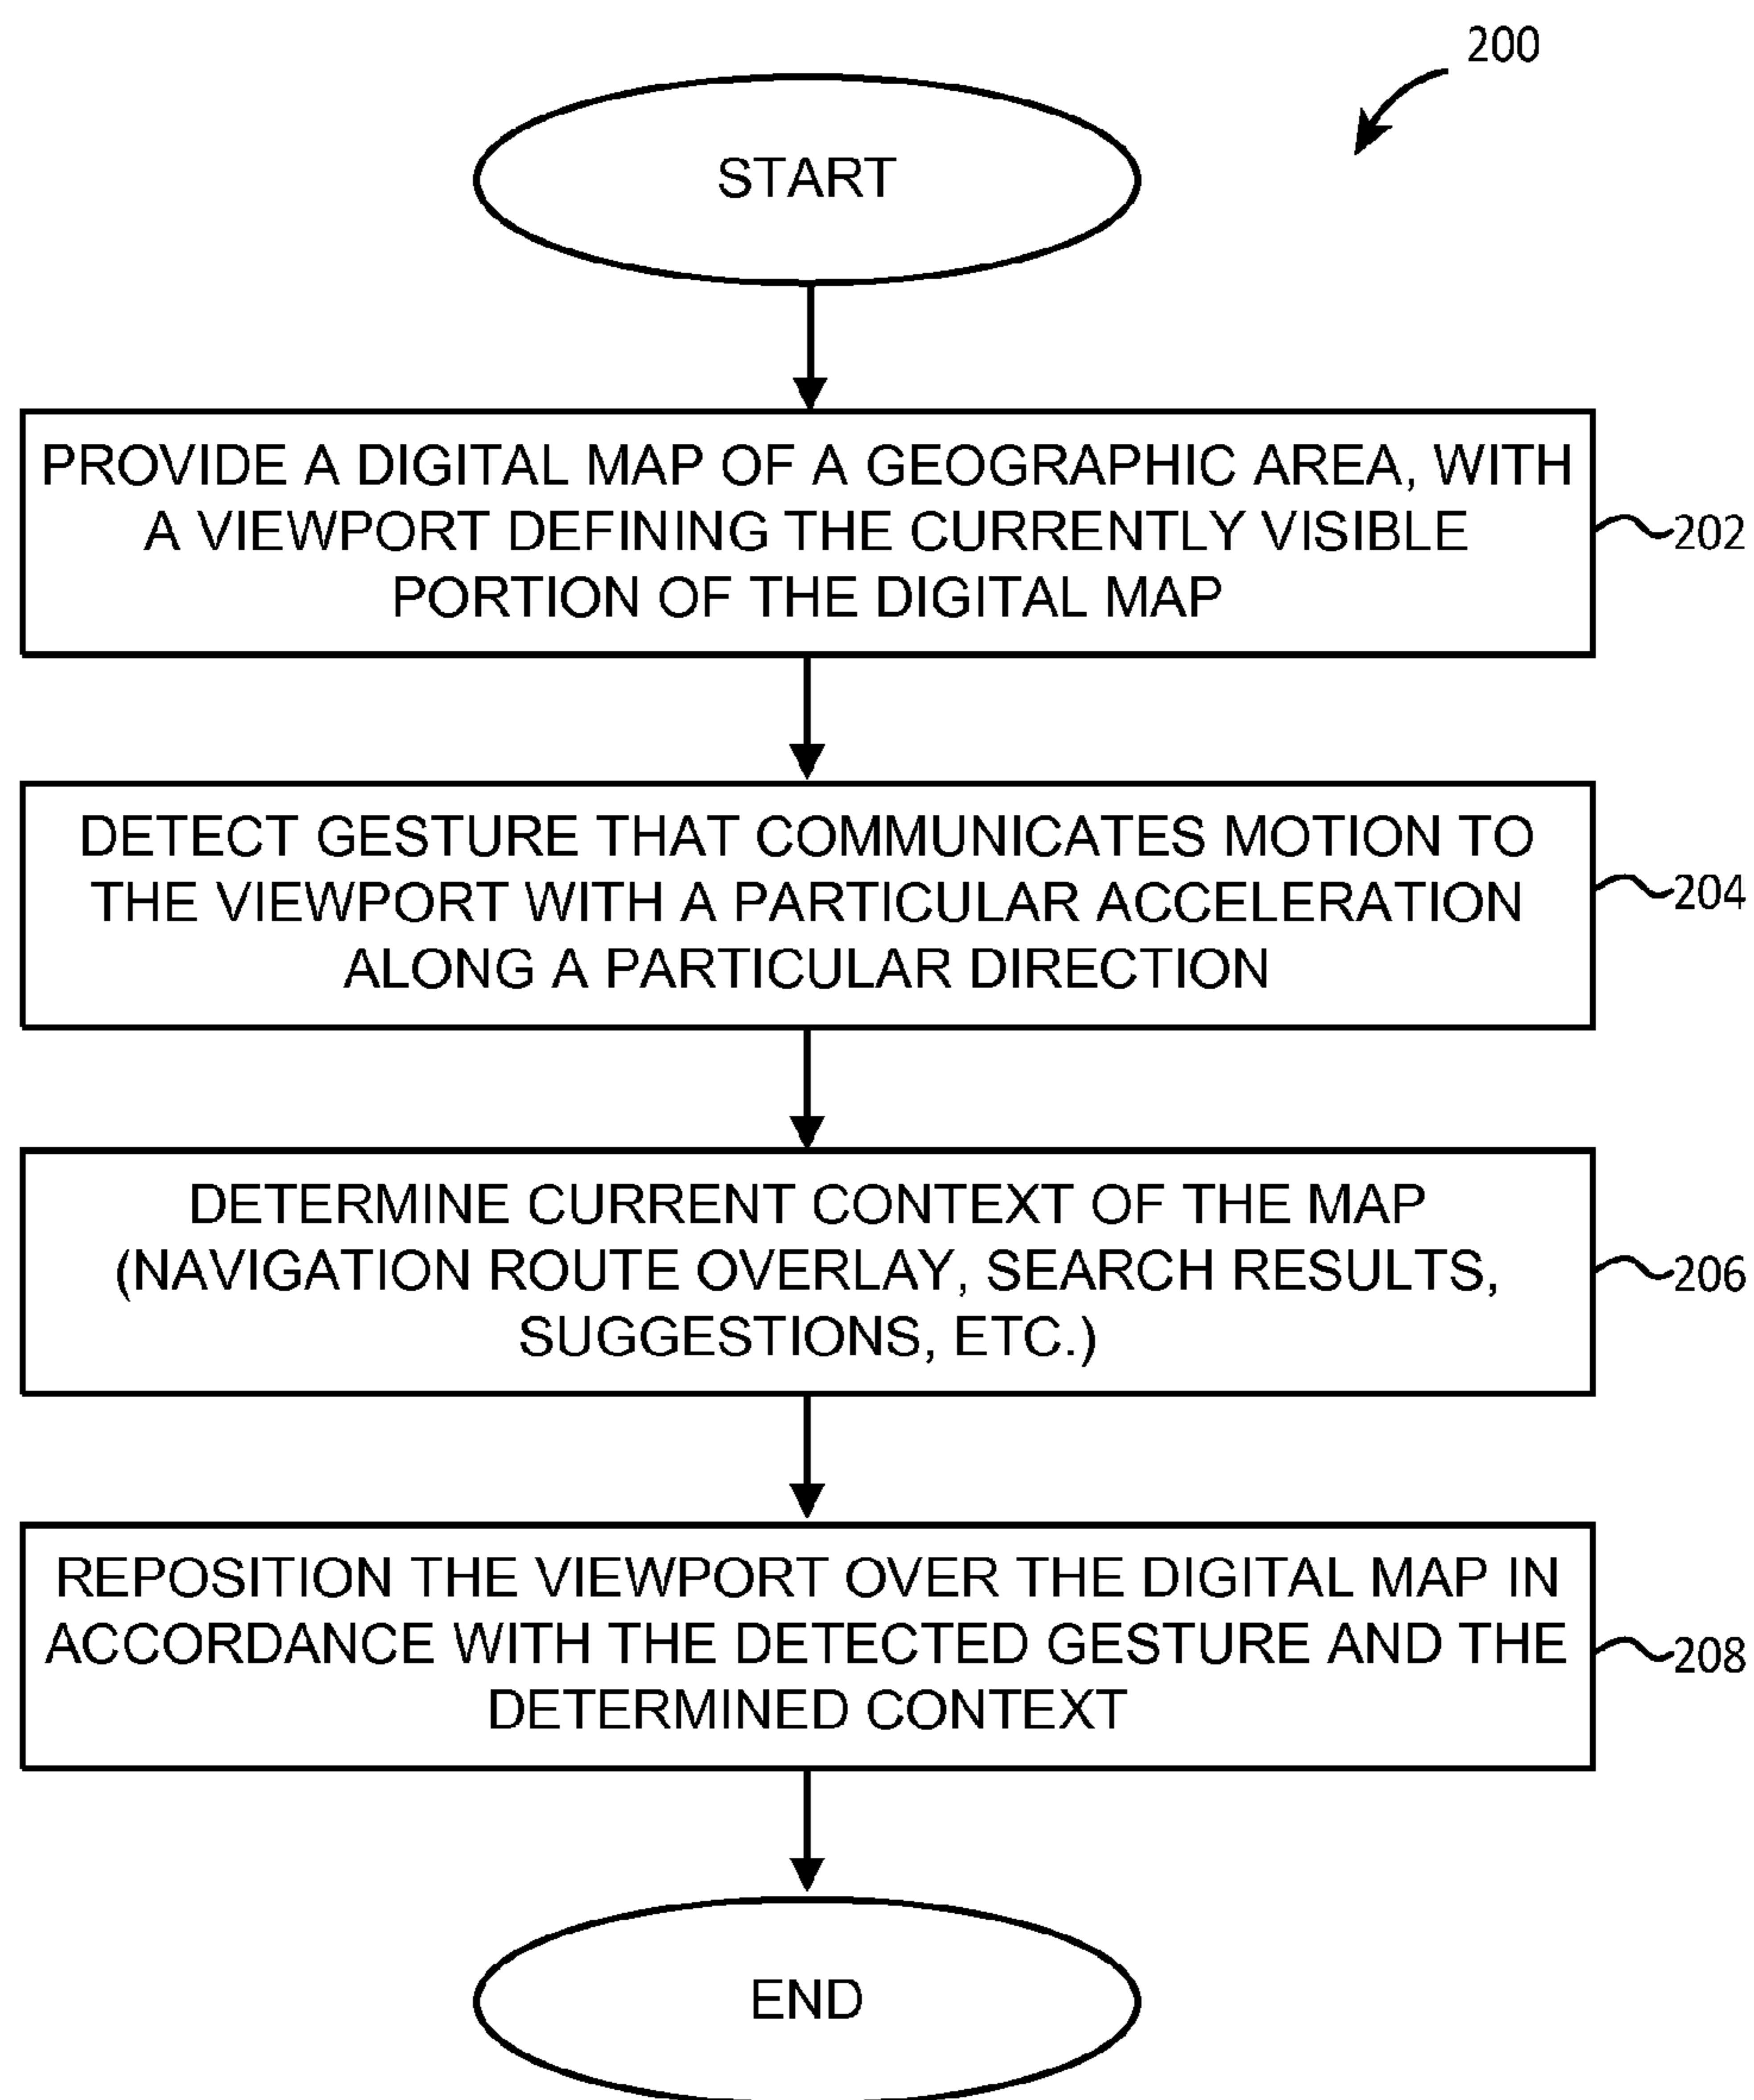 200
START
PROVIDE A DIGITAL MAP OF A GEOGRAPHIC AREA, WITH
A VIEWPORT DEFINING THE CURRENTLY VISIBLE
PORTION OF THE DIGITAL MAP
202
DETECT GESTURE THAT COMMUNICATES MOTION TO
THE VIEWPORT WITH A PARTICULAR ACCELERATION
ALONG A PARTICULAR DIRECTION
204
DETERMINE CURRENT CONTEXT OF THE MAP
(NAVIGATION ROUTE OVERLAY, SEARCH RESULTS,
SUGGESTIONS, ETC.)
206
REPOSITION THE VIEWPORT OVER THE DIGITAL MAP IN
ACCORDANCE WITH THE DETECTED GESTURE AND THE
DETERMINED CONTEXT
208
END